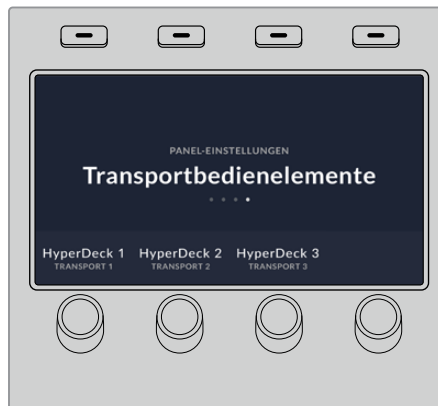 PANEL-EINSTELLUNGEN
Transportbedienelemente
HyperDeck 1 HyperDeck 2 HyperDeck 3
TRANSPORT 1 TRANSPORT 2 TRANSPORT 3